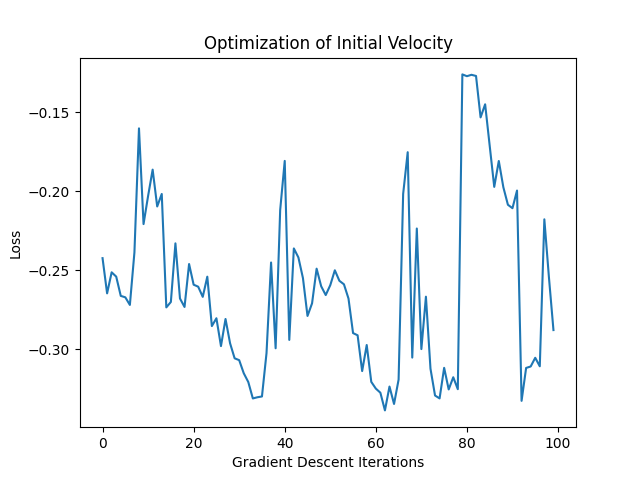 Optimization of Initial Velocity
−0.15
−0.20
−0.25
−0.30
Loss
0 20 40 60 80 100
Gradient Descent Iterations